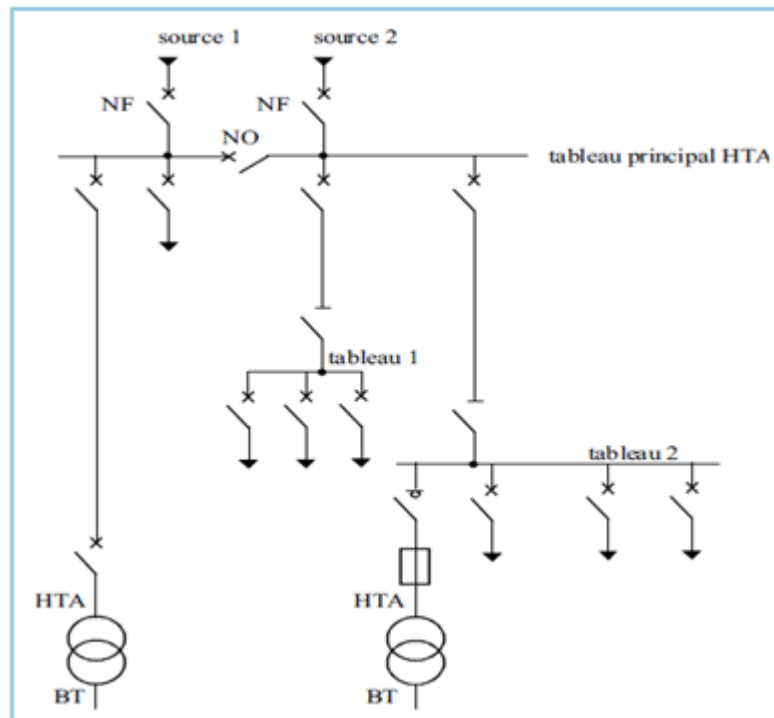 source 1
source 2
NF
NF
NO
tableau principal HTA
tableau 1
tableau 2
HTA
HTA
BT
BT